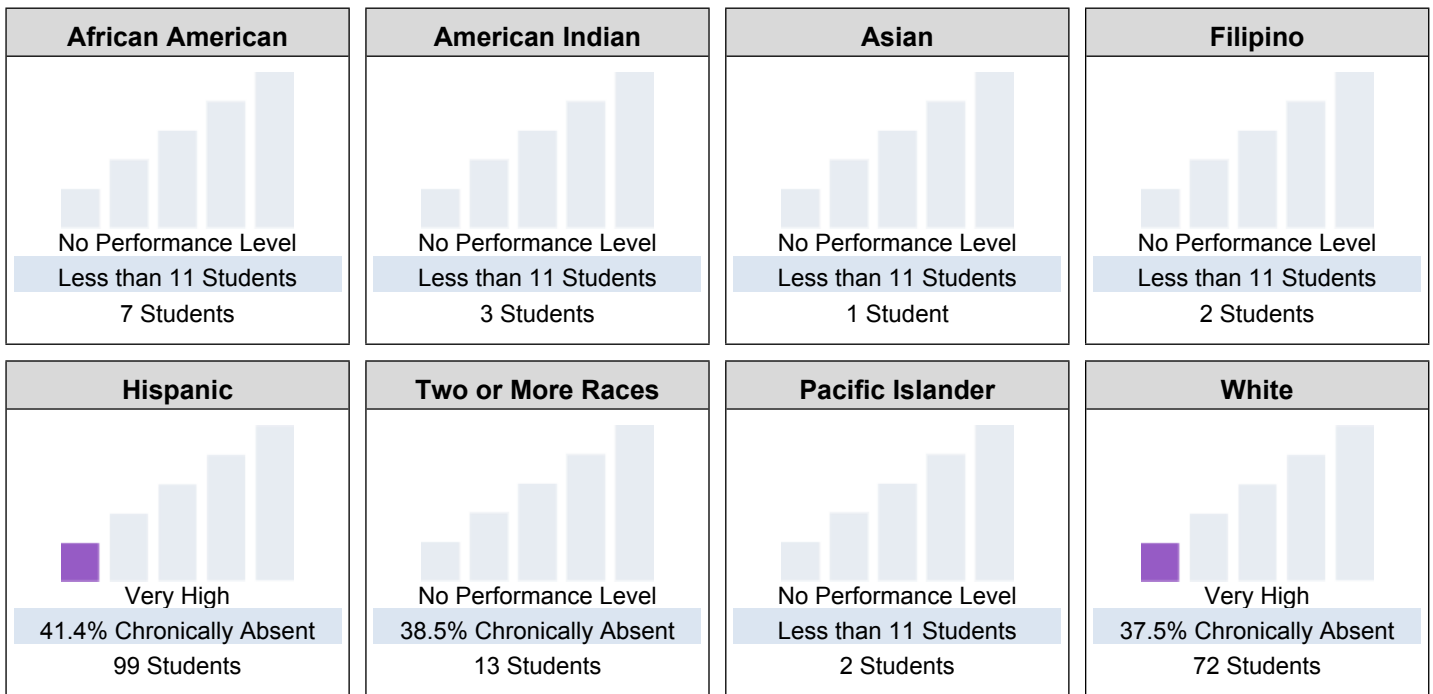 African American
No Performance Level
Less than 11 Students
7 Students
American Indian
No Performance Level
Less than 11 Students
3 Students
Asian
No Performance Level
Less than 11 Students
1 Student
Filipino
No Performance Level
Less than 11 Students
2 Students
Hispanic
Very High
41.4% Chronically Absent
99 Students
Two or More Races
No Performance Level
38.5% Chronically Absent
13 Students
Pacific Islander
No Performance Level
Less than 11 Students
2 Students
White
Very High
37.5% Chronically Absent
72 Students